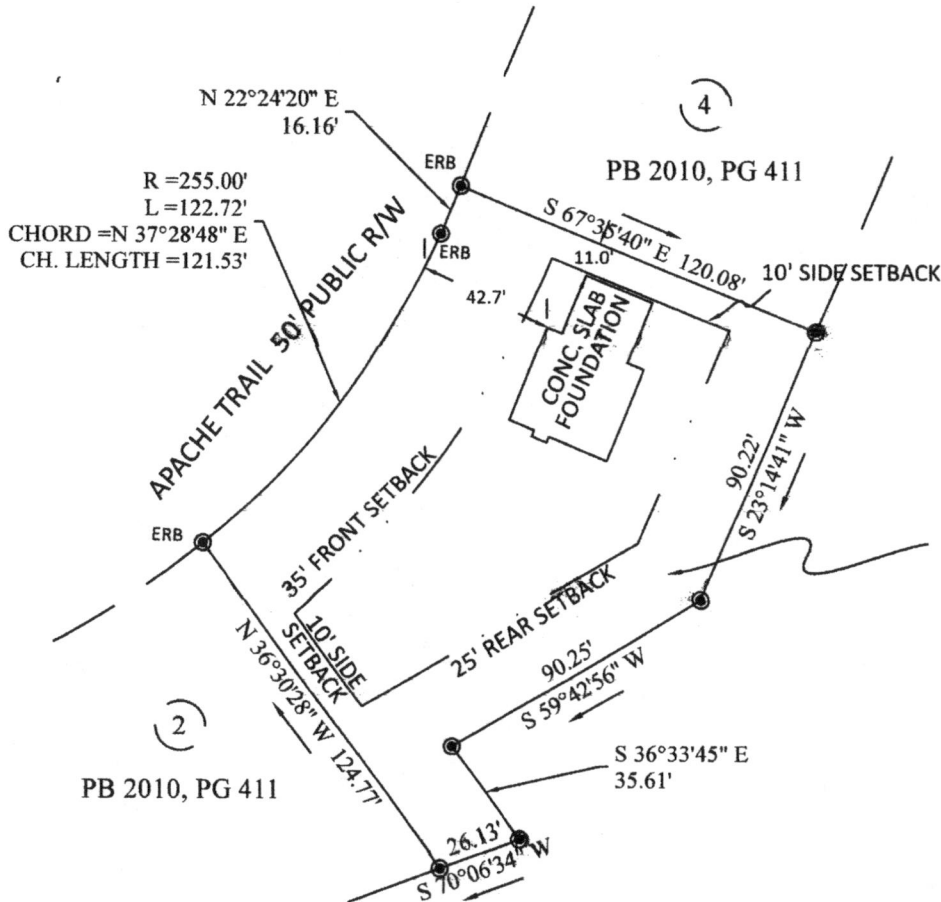 N 22°24'20" E
16.16'
4
PB 2010, PG 411
ERB
R =255.00'
L =122.72'
CHORD =N 37°28'48" E
CH. LENGTH =121.53'
ERB
S 67°35'40" E 120.08'
11.0'
10' SIDE SETBACK
42.7'
CONC. SLAB
FOUNDATION
APACHE TRAIL 50' PUBLIC R/W
90.22'
S 23°14'41" W
35' FRONT SETBACK
ERB
25' REAR SETBACK
10' SIDE
SETBACK
N 36°30'28" W 124.77'
90.25'
S 59°42'56" W
2
PB 2010, PG 411
S 36°33'45" E
35.61'
26.13'
S 70°06'34" W